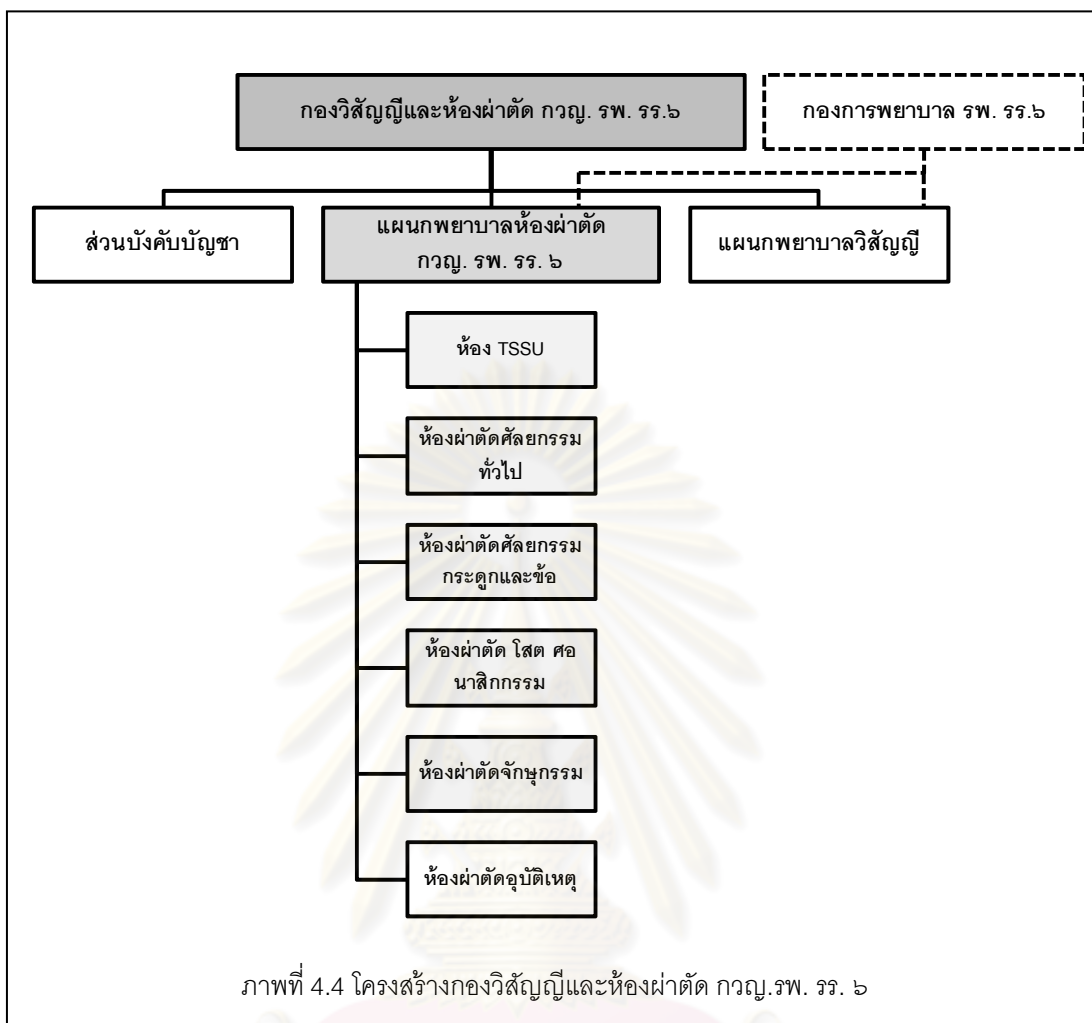 กองวิสัญญีและห้องผ่าตัด กวญ. รพ. รร.๖
กองการพยาบาล รพ. รร.๖
ส่วนบังคับบัญชา
แผนกพยาบาลห้องผ่าตัด
กวญ. รพ. รร. ๖
แผนกพยาบาลวิสัญญี
ห้อง TSSU
ห้องผ่าตัดศัลยกรรม
ทั่วไป
ห้องผ่าตัดศัลยกรรม
กระดูกและข้อ
ห้องผ่าตัด โสต ศอ
นาสิกกรรม
ห้องผ่าตัดจักษุกรรม
ห้องผ่าตัดอุบัติเหตุ
ภาพที่ 4.4 โครงสร้างกองวิสัญญีและห้องผ่าตัด กวญ.รพ. รร. ๖